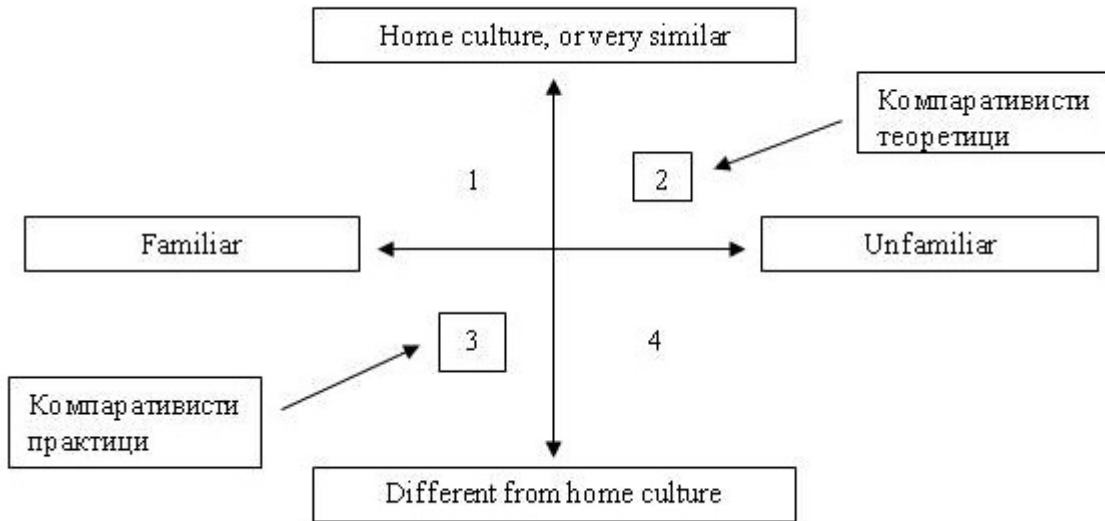 Home culture, or very similar
Компаративисти
теоретици
1
2
Familiar
Unfamiliar
3
4
Компаративисти
практици
Different from home culture